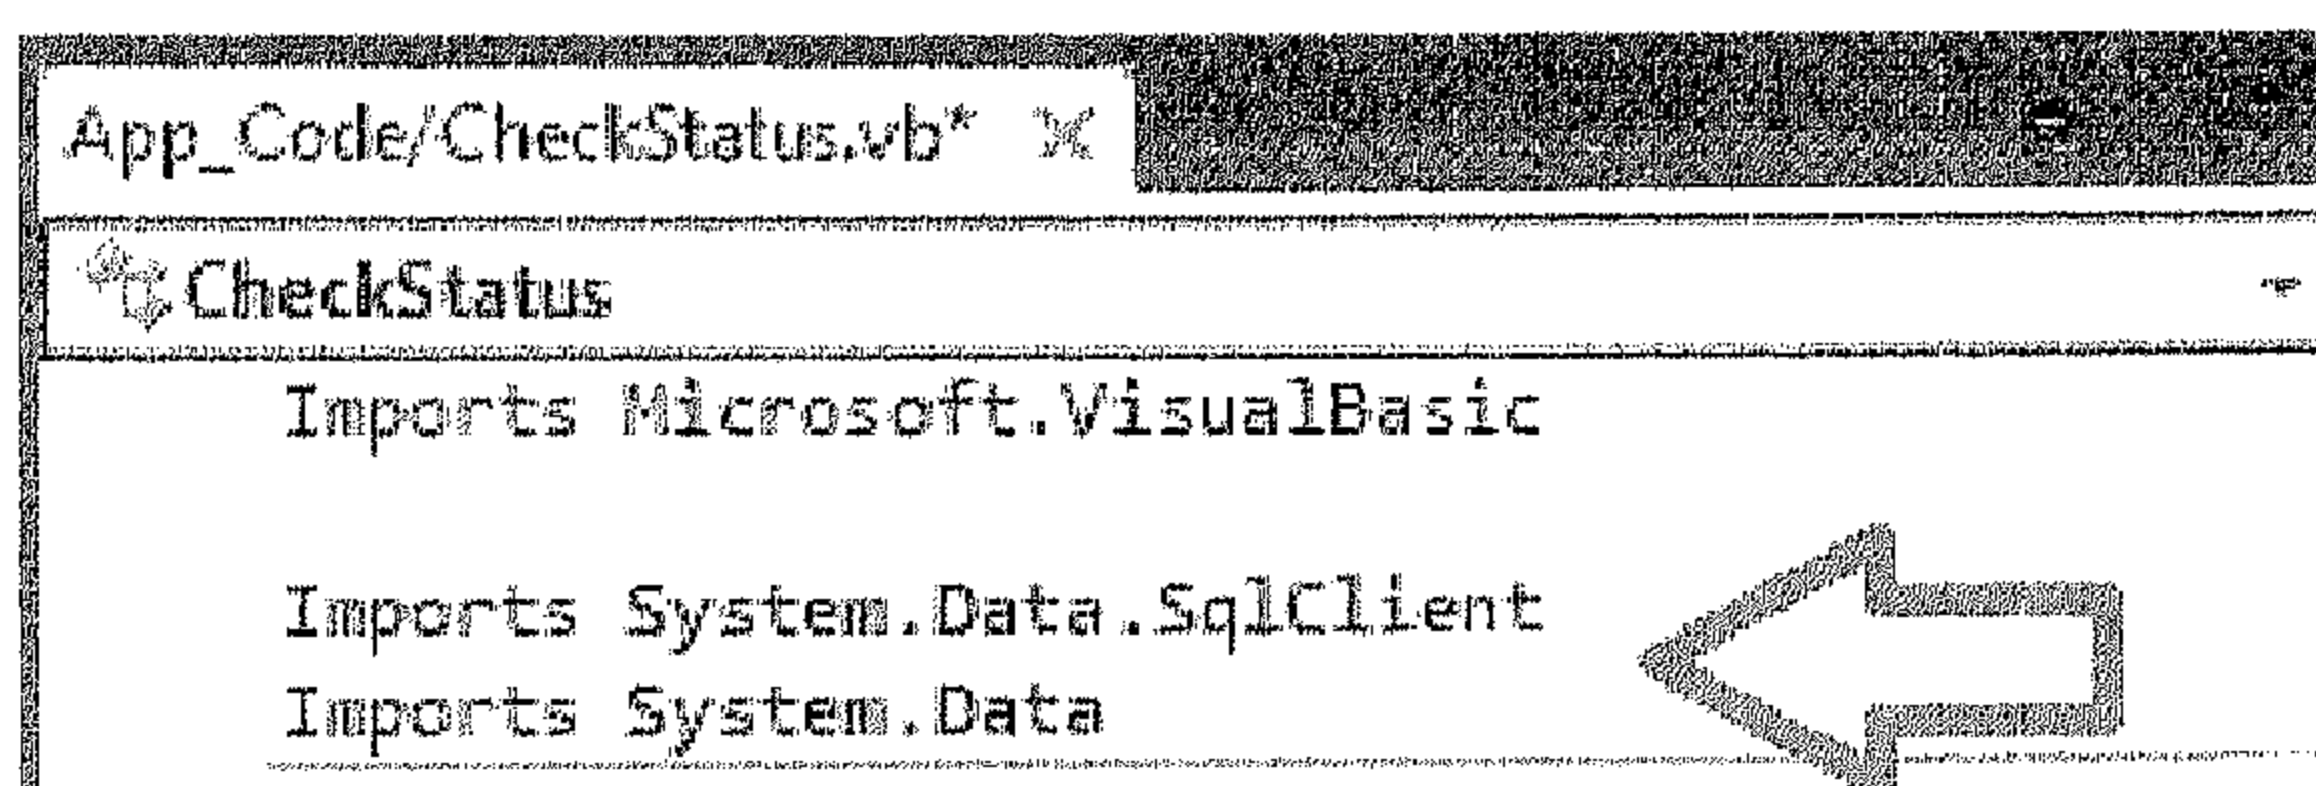 App_Code/CheckStatus.vb*
CheckStatus
Imports Microsoft.VisualBasic
Imports System.Data.SqlClient
Imports System.Data